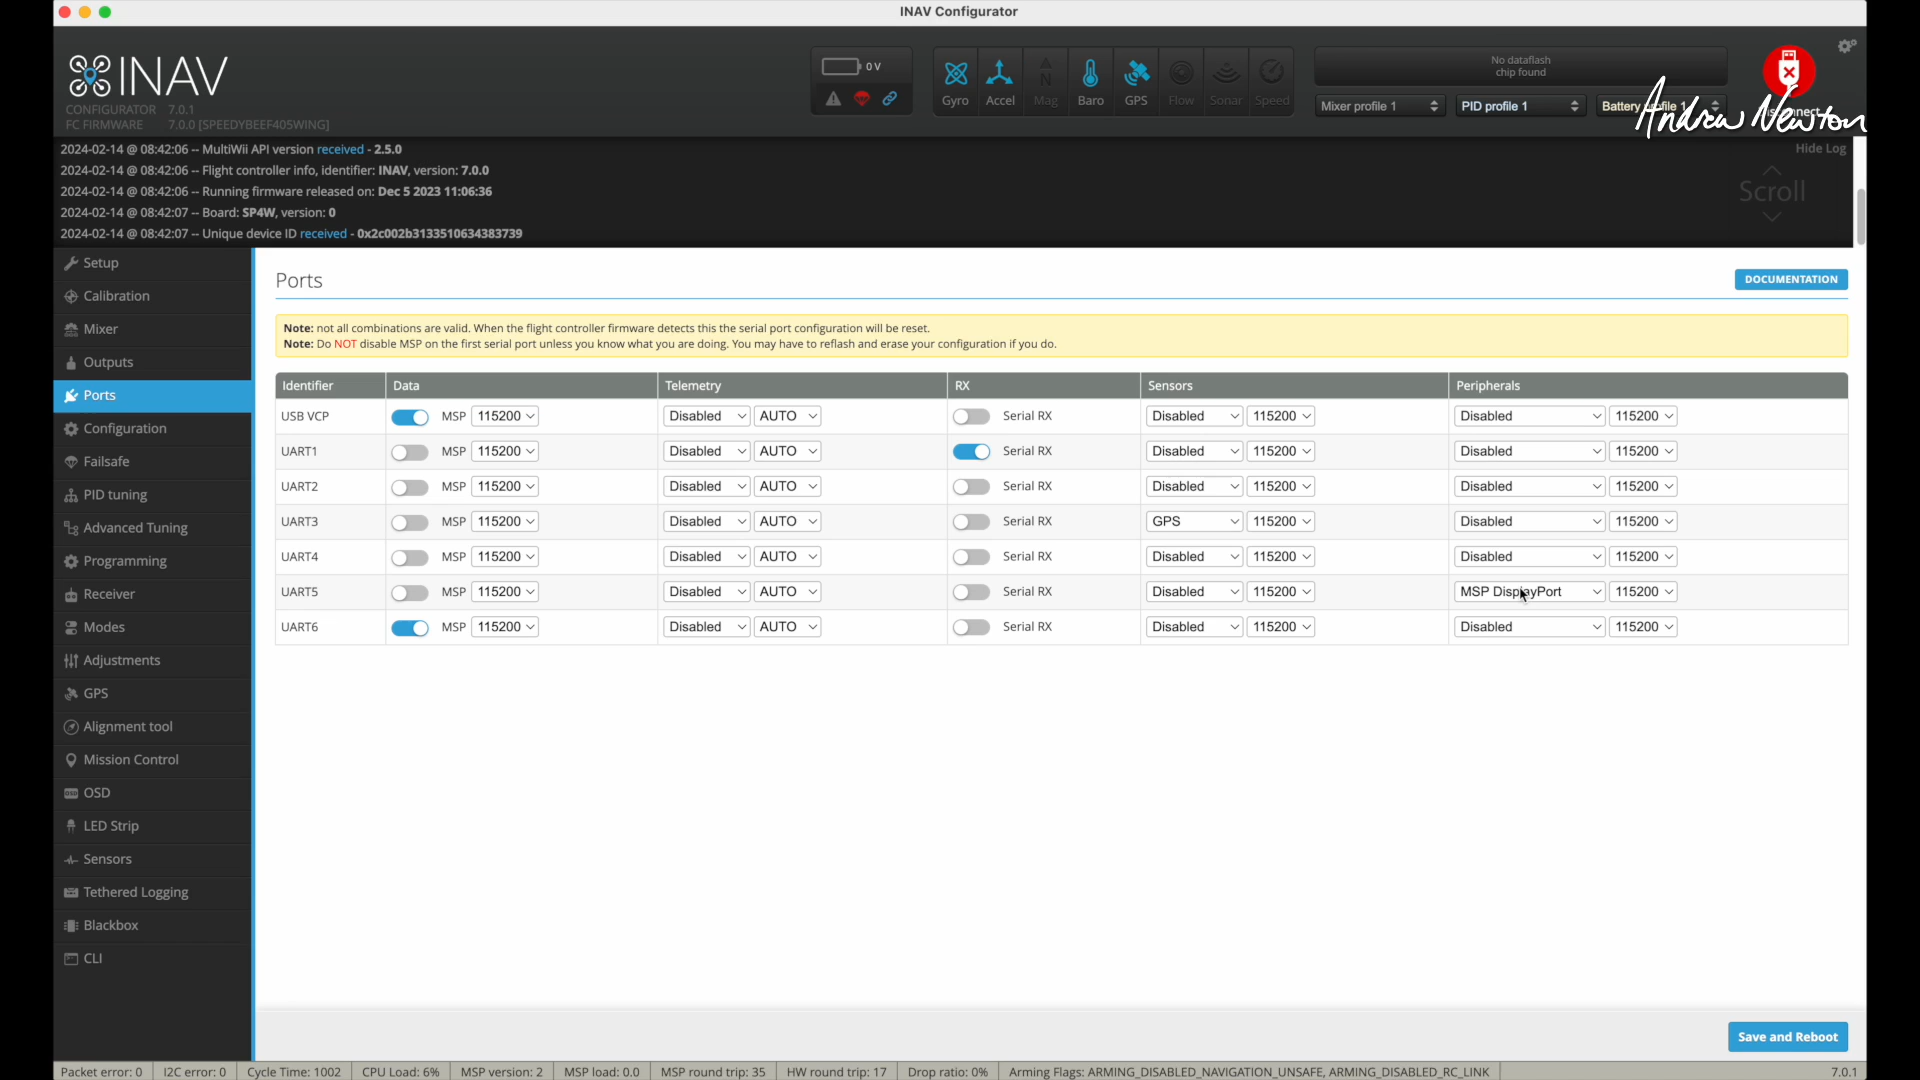 INAV Configurator
INAV
CONFIGURATOR 7.0.1
FC FIRMWARE 7.0.0 [SPEEDYBEEF405WING]
0 V
Gyro Accel Mag Baro GPS Flow Sonar Speed
No dataflash
chip found
Mixer profile 1 PID profile 1 Battery profile 1
Andrew Newton
Hide Log
Scroll
2024-02-14 @ 08:42:06 -- MultiWii API version received - 2.5.0
2024-02-14 @ 08:42:06 -- Flight controller info, identifier: INAV, version: 7.0.0
2024-02-14 @ 08:42:06 -- Running firmware released on: Dec 5 2023 11:06:36
2024-02-14 @ 08:42:07 -- Board: SP4W, version: 0
2024-02-14 @ 08:42:07 -- Unique device ID received - 0x2c002b3133510634383739
Setup
Calibration
Mixer
Outputs
Ports
Configuration
Failsafe
PID tuning
Advanced Tuning
Programming
Receiver
Modes
Adjustments
GPS
Alignment tool
Mission Control
OSD
LED Strip
Sensors
Tethered Logging
Blackbox
CLI
Ports
DOCUMENTATION
Note: not all combinations are valid. When the flight controller firmware detects this the serial port configuration will be reset.
Note: Do NOT disable MSP on the first serial port unless you know what you are doing. You may have to reflash and erase your configuration if you do.
Identifier Data Telemetry RX Sensors Peripherals
USB VCP MSP 115200 Disabled AUTO Serial RX Disabled 115200 Disabled 115200
UART1 MSP 115200 Disabled AUTO Serial RX Disabled 115200 Disabled 115200
UART2 MSP 115200 Disabled AUTO Serial RX Disabled 115200 Disabled 115200
UART3 MSP 115200 Disabled AUTO Serial RX GPS 115200 Disabled 115200
UART4 MSP 115200 Disabled AUTO Serial RX Disabled 115200 Disabled 115200
UART5 MSP 115200 Disabled AUTO Serial RX Disabled 115200 MSP DisplayPort 115200
UART6 MSP 115200 Disabled AUTO Serial RX Disabled 115200 Disabled 115200
Save and Reboot
Packet error: 0 I2C error: 0 Cycle Time: 1002 CPU Load: 6% MSP version: 2 MSP load: 0.0 MSP round trip: 35 HW round trip: 17 Drop ratio: 0% Arming Flags: ARMING_DISABLED_NAVIGATION_UNSAFE, ARMING_DISABLED_RC_LINK 7.0.1